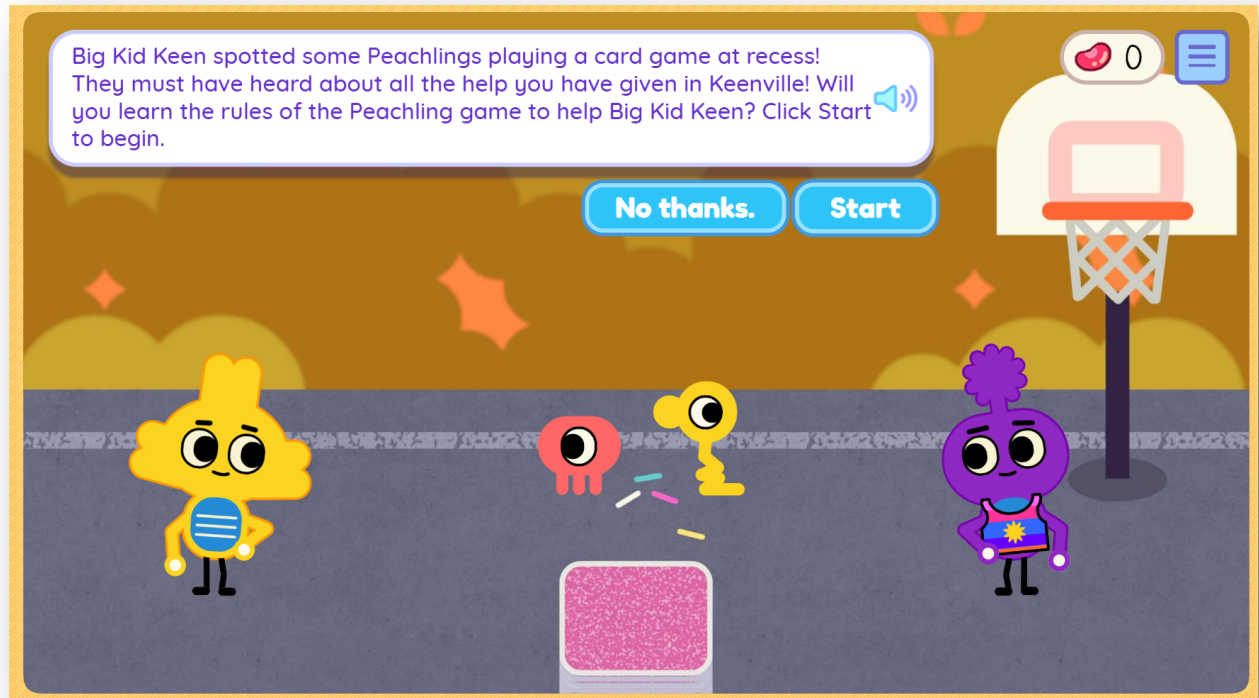 Big Kid Keen spotted some Peachlings playing a card game at recess!
They must have heard about all the help you have given in Keenville! Will
you learn the rules of the Peachling game to help Big Kid Keen? Click Start
to begin.
0
No thanks.
Start